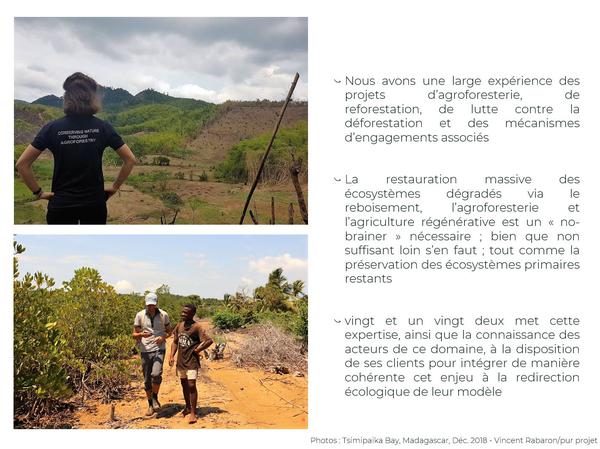 CONSERVING NATURE
THROUGH
AGROFORESTRY
Nous avons une large expérience des
projets d'agroforesterie, de
reforestation, de lutte contre la
déforestation et des mécanismes
d'engagements associés
La restauration massive des
écosystèmes dégradés via le
reboisement, l'agroforesterie et
l'agriculture régénérative est un « no-
brainer » nécessaire ; bien que non
suffisant loin s'en faut ; tout comme la
préservation des écosystèmes primaires
restants
vingt et un vingt deux met cette
expertise, ainsi que la connaissance des
acteurs de ce domaine, à la disposition
de ses clients pour intégrer de manière
cohérente cet enjeu à la redirection
écologique de leur modèle
Photos : Tsimipaïka Bay, Madagascar, Déc. 2018 - Vincent Rabaron/pur projet